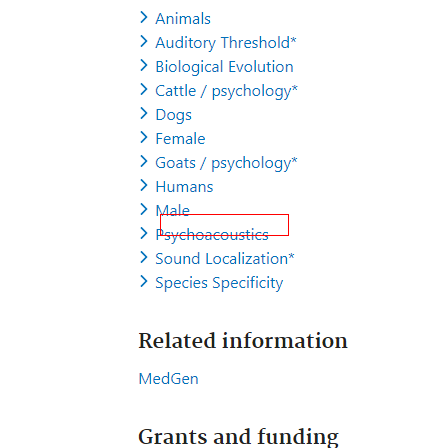 Animals
Auditory Threshold*
Biological Evolution
Cattle / psychology*
Dogs
Female
Goats / psychology*
Humans
Male
Psychoacoustics
Sound Localization*
Species Specificity
Related information
MedGen
Grants and funding